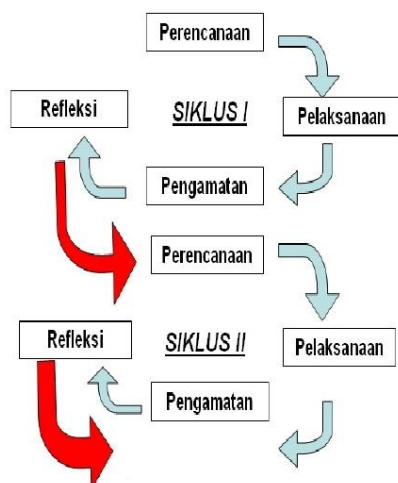 Perencanaan
Refleksi
SIKLUS I
Pelaksanaan
Pengamatan
Perencanaan
Refleksi
SIKLUS II
Pelaksanaan
Pengamatan